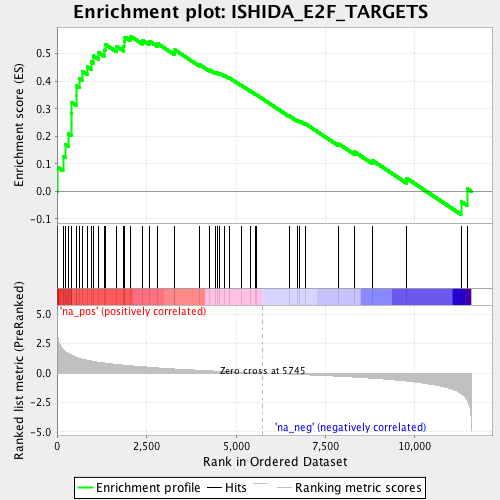 Enrichment plot: ISHIDA_E2F_TARGETS
Enrichment score (ES)
0.5
0.4
0.3
0.2
0.1
0.0
-0.1
'na_pos' (positively correlated)
Ranked list metric (PreRanked)
5.0
2.5
0.0
-2.5
-5.0
Zero cross at 5745
'na_neg' (negatively correlated)
0
2,500
5,000
7,500
10,000
Rank in Ordered Dataset
Enrichment profile
Hits
Ranking metric scores